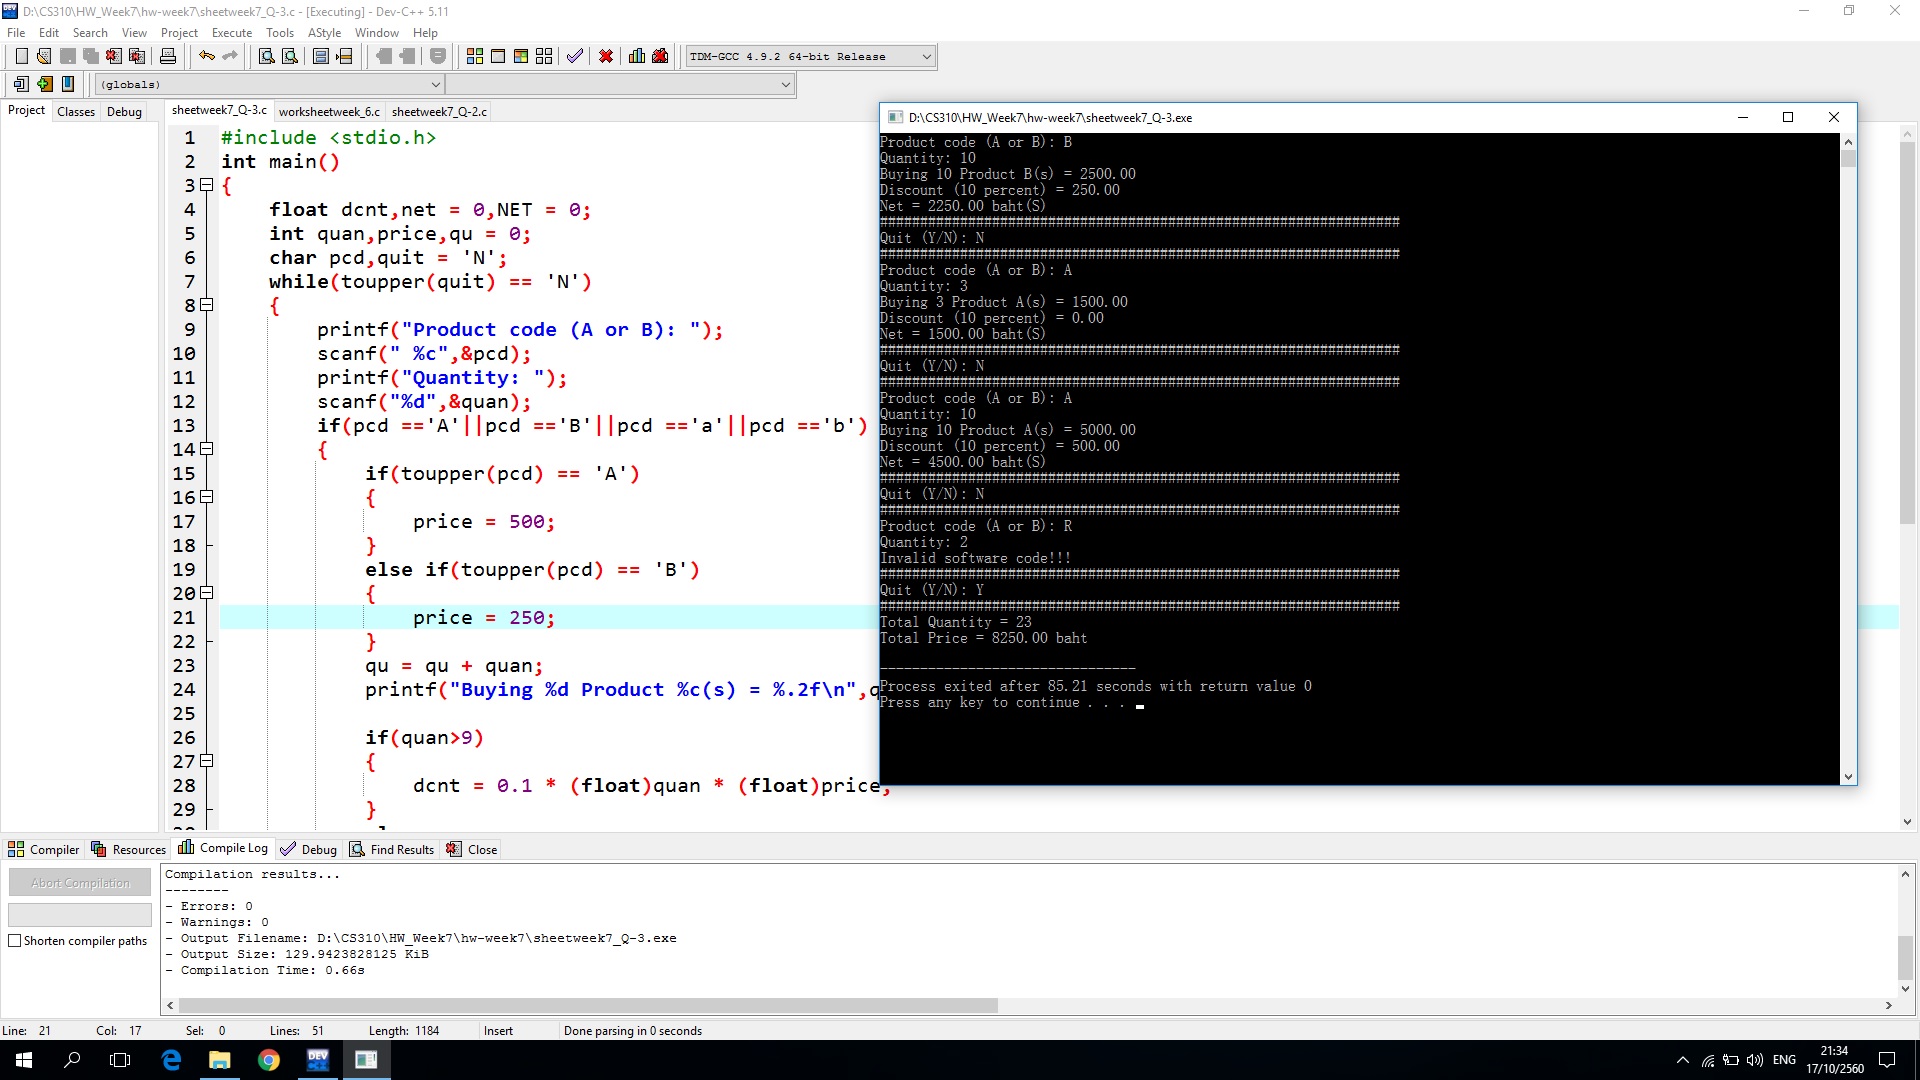 D:\CS310\HW_Week7\hw-week7\sheetweek7_Q-3.c - [Executing] - Dev-C++ 5.11
File Edit Search View Project Execute Tools AStyle Window Help
TDM-GCC 4.9.2 64-bit Release
(globals)
Project Classes Debug
sheetweek7_Q-3.c worksheetweek_6.c sheetweek7_Q-2.c
1 #include <stdio.h>
2 int main()
3 {
4 float dcnt,net = 0,NET = 0;
5 int quan,price,qu = 0;
6 char pcd,quit = 'N';
7 while(toupper(quit) == 'N')
8 {
9 printf("Product code (A or B): ");
10 scanf(" %c",&pcd);
11 printf("Quantity: ");
12 scanf("%d",&quan);
13 if(pcd =='A'||pcd =='B'||pcd =='a'||pcd =='b')
14 {
15 if(toupper(pcd) == 'A')
16 {
17 price = 500;
18 }
19 else if(toupper(pcd) == 'B')
20 {
21 price = 250;
22 }
23 qu = qu + quan;
24 printf("Buying %d Product %c(s) = %.2f\n",q
25
26 if(quan>9)
27 {
28 dcnt = 0.1 * (float)quan * (float)price;
29 }
D:\CS310\HW_Week7\hw-week7\sheetweek7_Q-3.exe
Product code (A or B): B
Quantity: 10
Buying 10 Product B(s) = 2500.00
Discount (10 percent) = 250.00
Net = 2250.00 baht(S)
#################################################################
Quit (Y/N): N
#################################################################
Product code (A or B): A
Quantity: 3
Buying 3 Product A(s) = 1500.00
Discount (10 percent) = 0.00
Net = 1500.00 baht(S)
#################################################################
Quit (Y/N): N
#################################################################
Product code (A or B): A
Quantity: 10
Buying 10 Product A(s) = 5000.00
Discount (10 percent) = 500.00
Net = 4500.00 baht(S)
#################################################################
Quit (Y/N): N
#################################################################
Product code (A or B): R
Quantity: 2
Invalid software code!!!
#################################################################
Quit (Y/N): Y
#################################################################
Total Quantity = 23
Total Price = 8250.00 baht
--------------------------------
Process exited after 85.21 seconds with return value 0
Press any key to continue . . .
Compiler Resources Compile Log Debug Find Results Close
Abort Compilation
Shorten compiler paths
Compilation results...
--------
- Errors: 0
- Warnings: 0
- Output Filename: D:\CS310\HW_Week7\hw-week7\sheetweek7_Q-3.exe
- Output Size: 129.9423828125 KiB
- Compilation Time: 0.66s
Line: 21 Col: 17 Sel: 0 Lines: 51 Length: 1184 Insert Done parsing in 0 seconds
DEV C++
ENG
21:34
17/10/2560